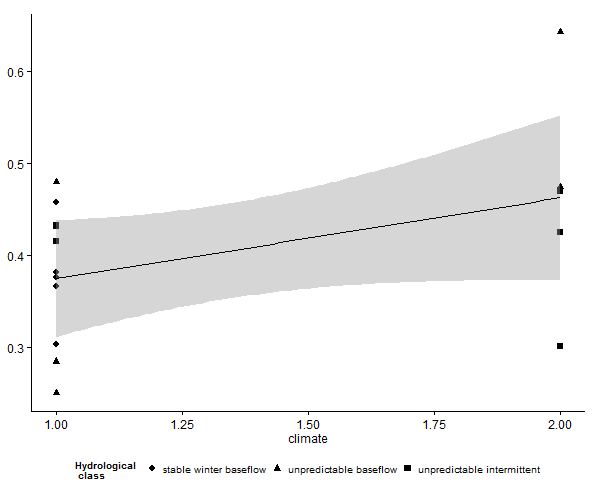 0.6
0.5
0.4
0.3
1.00 1.25 1.50 1.75 2.00
climate
Hydrological
class
stable winter baseflow unpredictable baseflow unpredictable intermittent